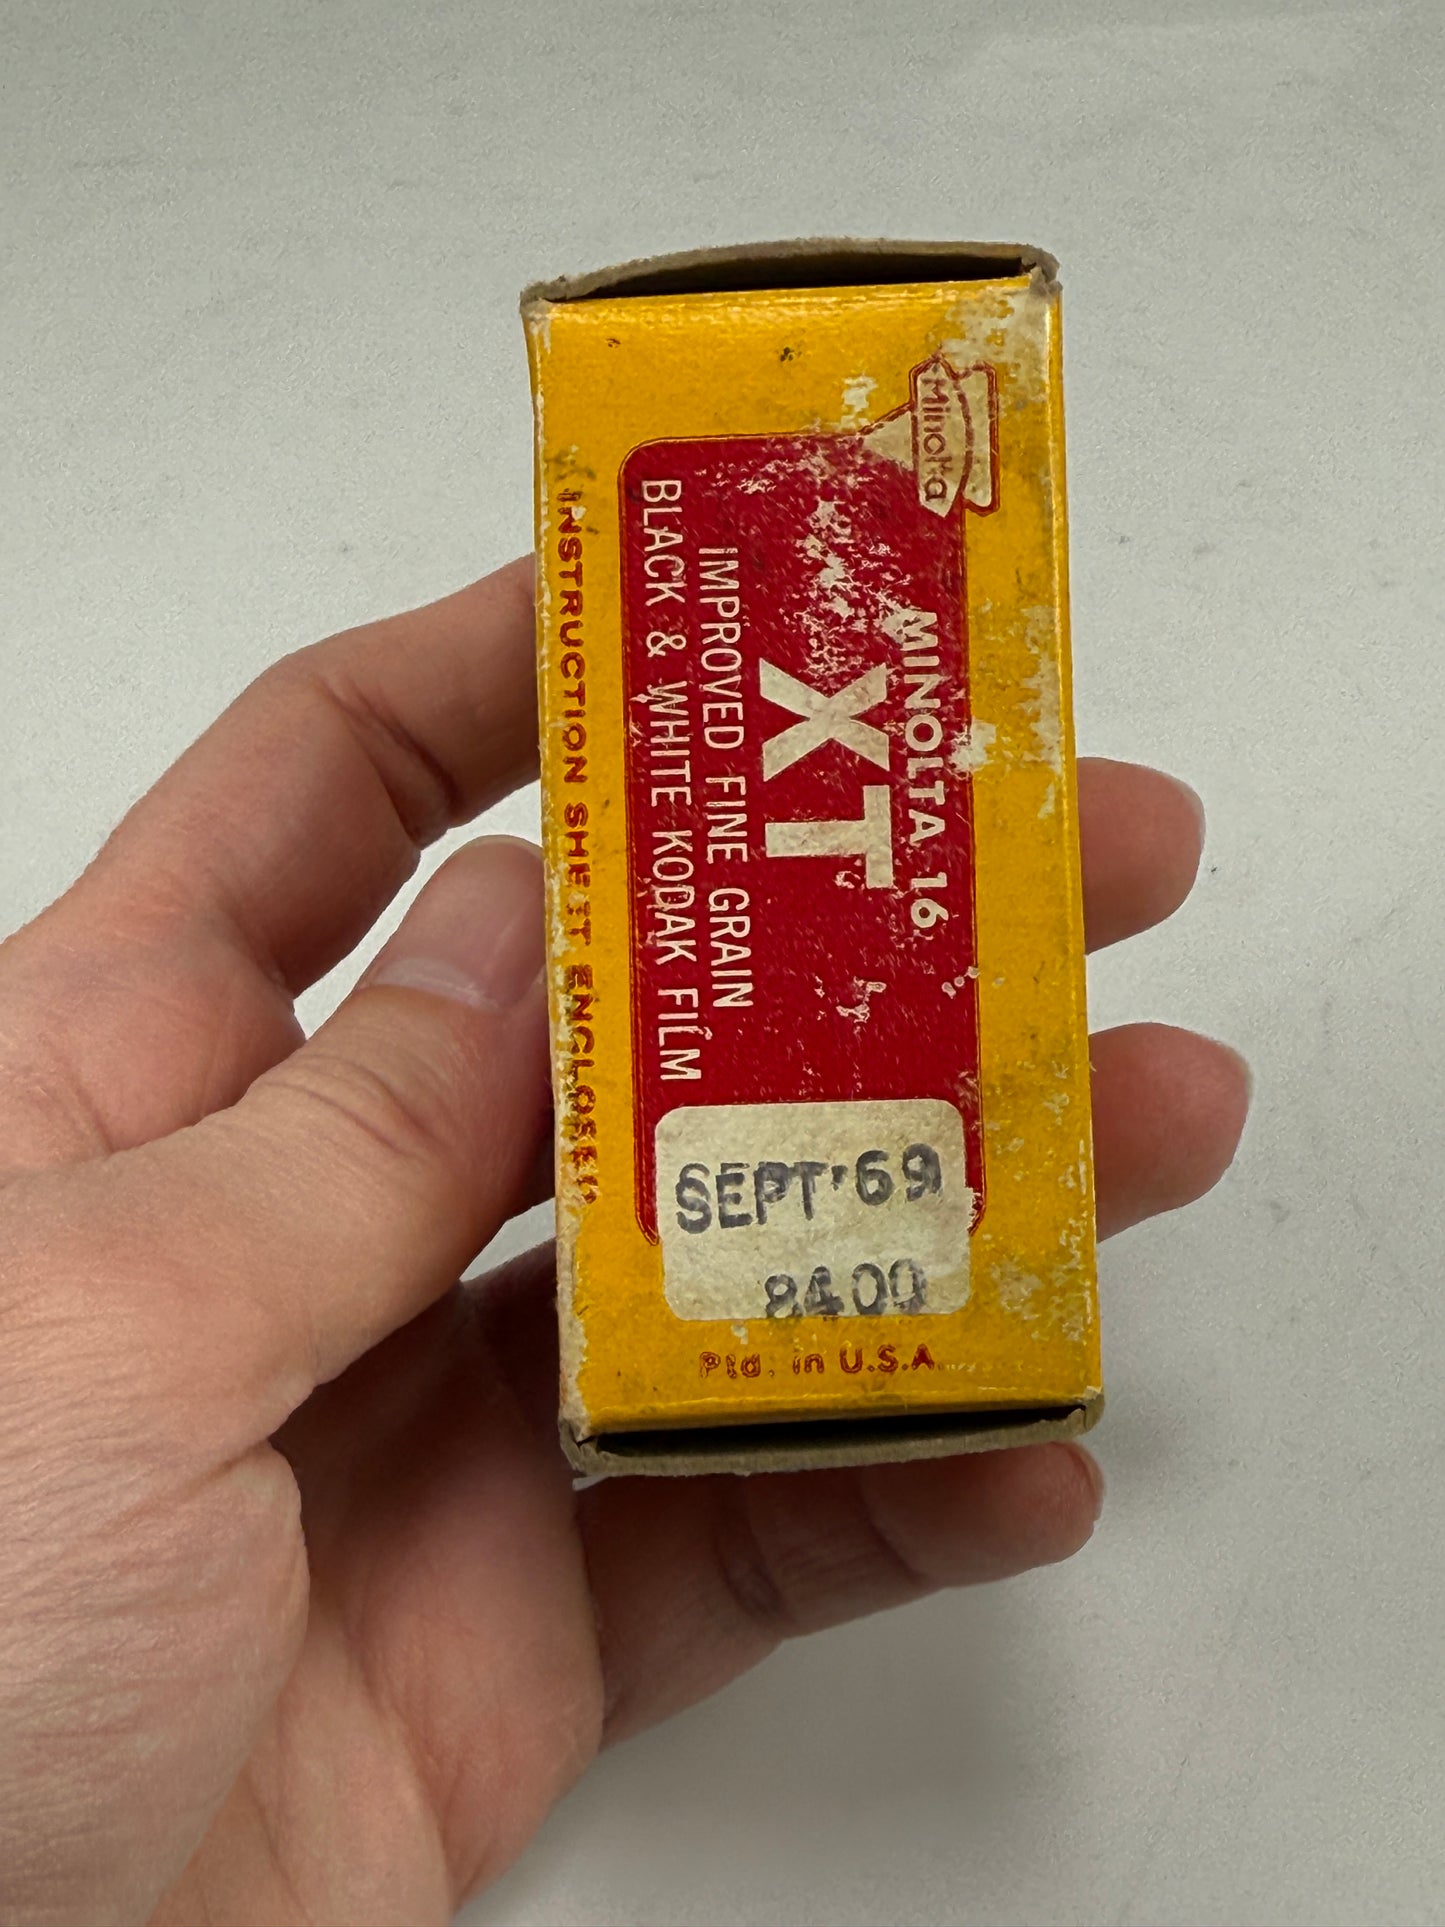 Minolta
MINOLTA 16
XT
IMPROVED FINE GRAIN
BLACK & WHITE KODAK FILM
INSTRUCTION SHEET ENCLOSED
SEPT'69
8400
Ptd. in U.S.A.